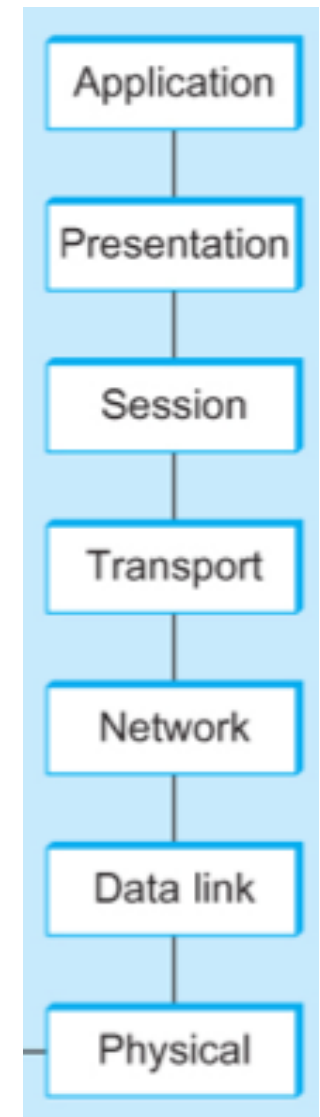 Application
Presentation
Session
Transport
Network
Data link
Physical